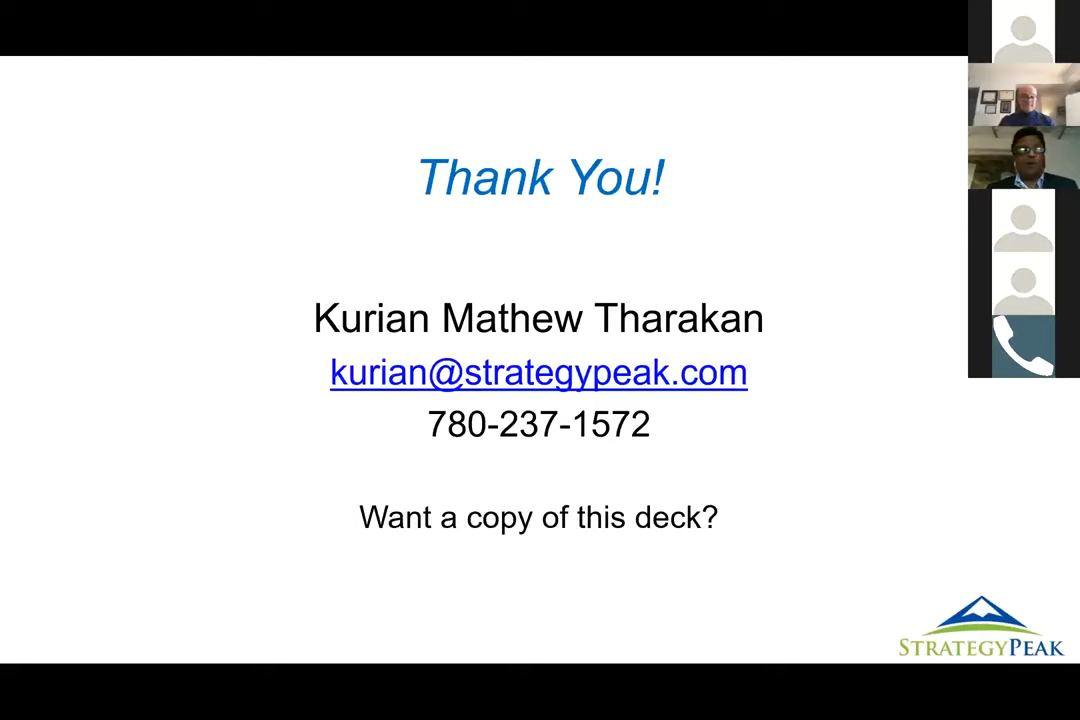 Thank You!
Kurian Mathew Tharakan
kurian@strategypeak.com
780-237-1572
Want a copy of this deck?
STRATEGYPEAK